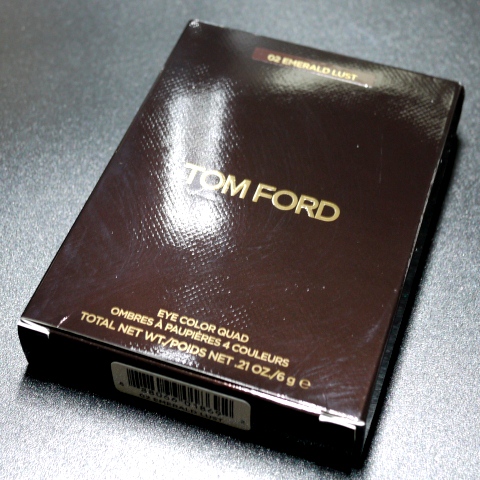 02 EMERALD LUST
TOM FORD
EYE COLOR QUAD
OMBRES À PAUPIÈRES 4 COULEURS
TOTAL NET WT./POIDS NET .21 OZ./6 g ℮